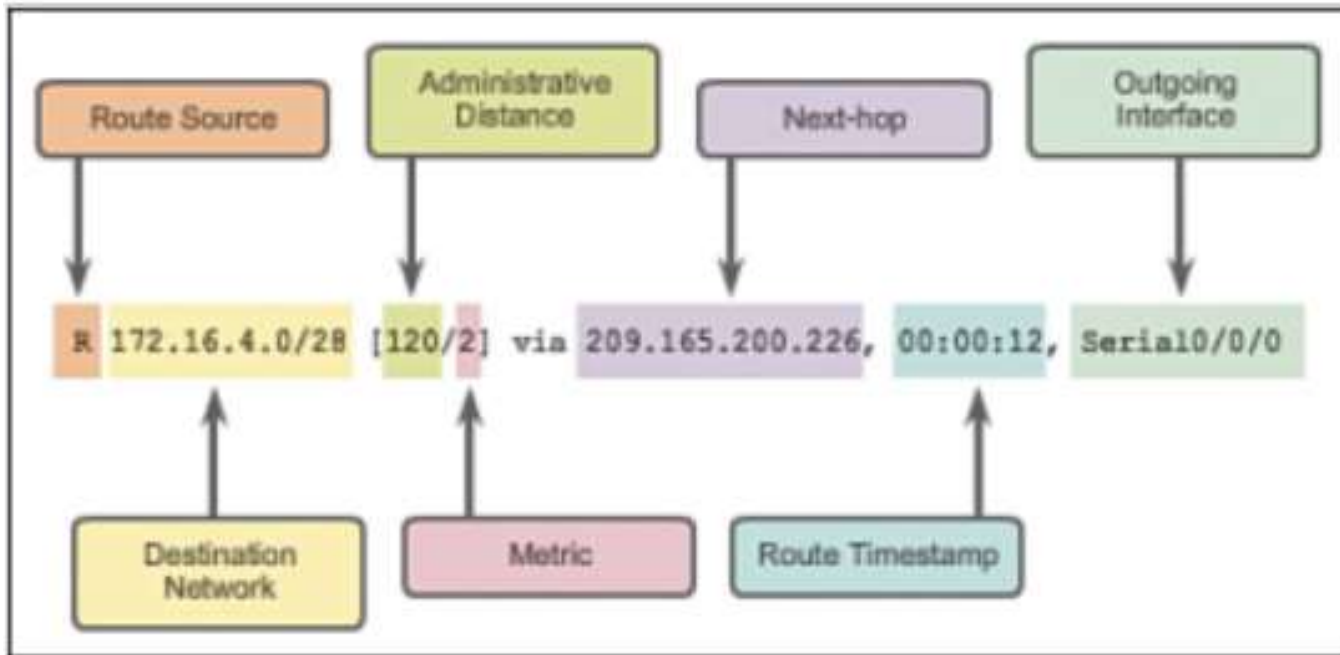 Route Source
Administrative
Distance
Next-hop
Outgoing
Interface
R 172.16.4.0/28 [120/2] via 209.165.200.226, 00:00:12, Serial0/0/0
Destination
Network
Metric
Route Timestamp